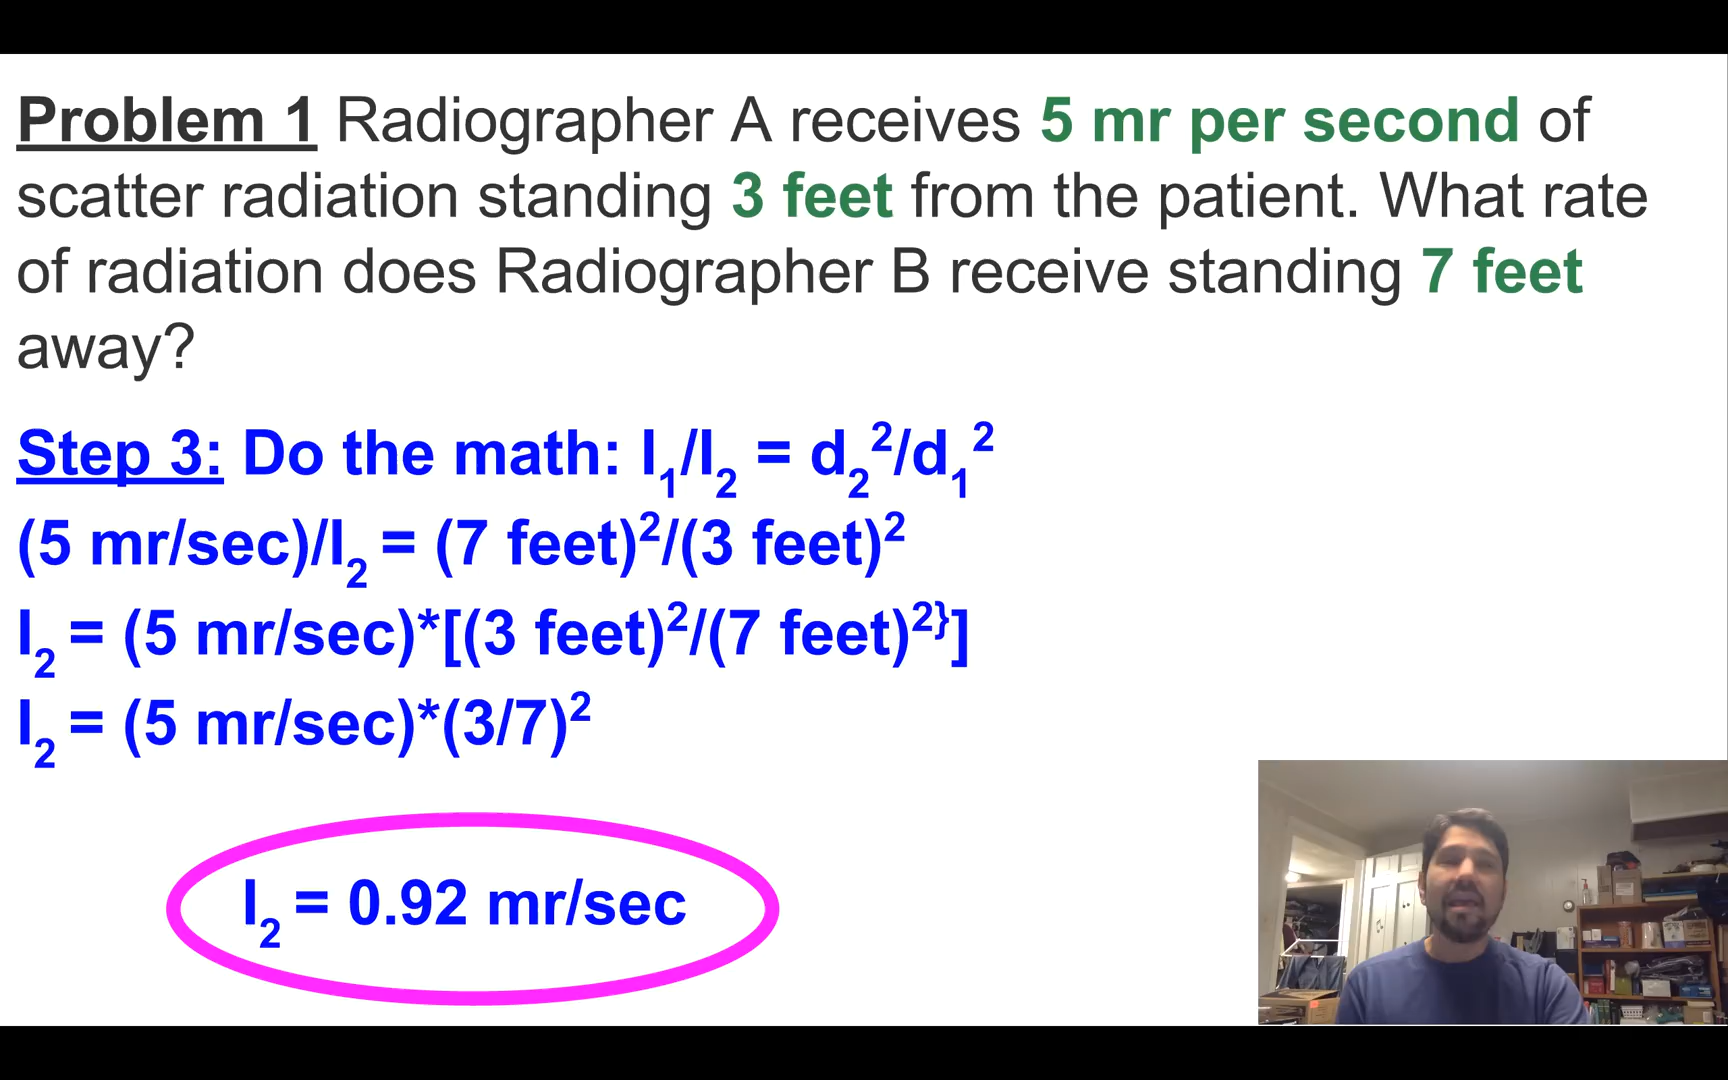 Problem 1 Radiographer A receives 5 mr per second of
scatter radiation standing 3 feet from the patient. What rate
of radiation does Radiographer B receive standing 7 feet
away?
Step 3: Do the math: I₁/I₂ = d₂²/d₁²
(5 mr/sec)/I₂ = (7 feet)²/(3 feet)²
I₂ = (5 mr/sec)*[(3 feet)²/(7 feet)²}]
I₂ = (5 mr/sec)*(3/7)²
I₂ = 0.92 mr/sec